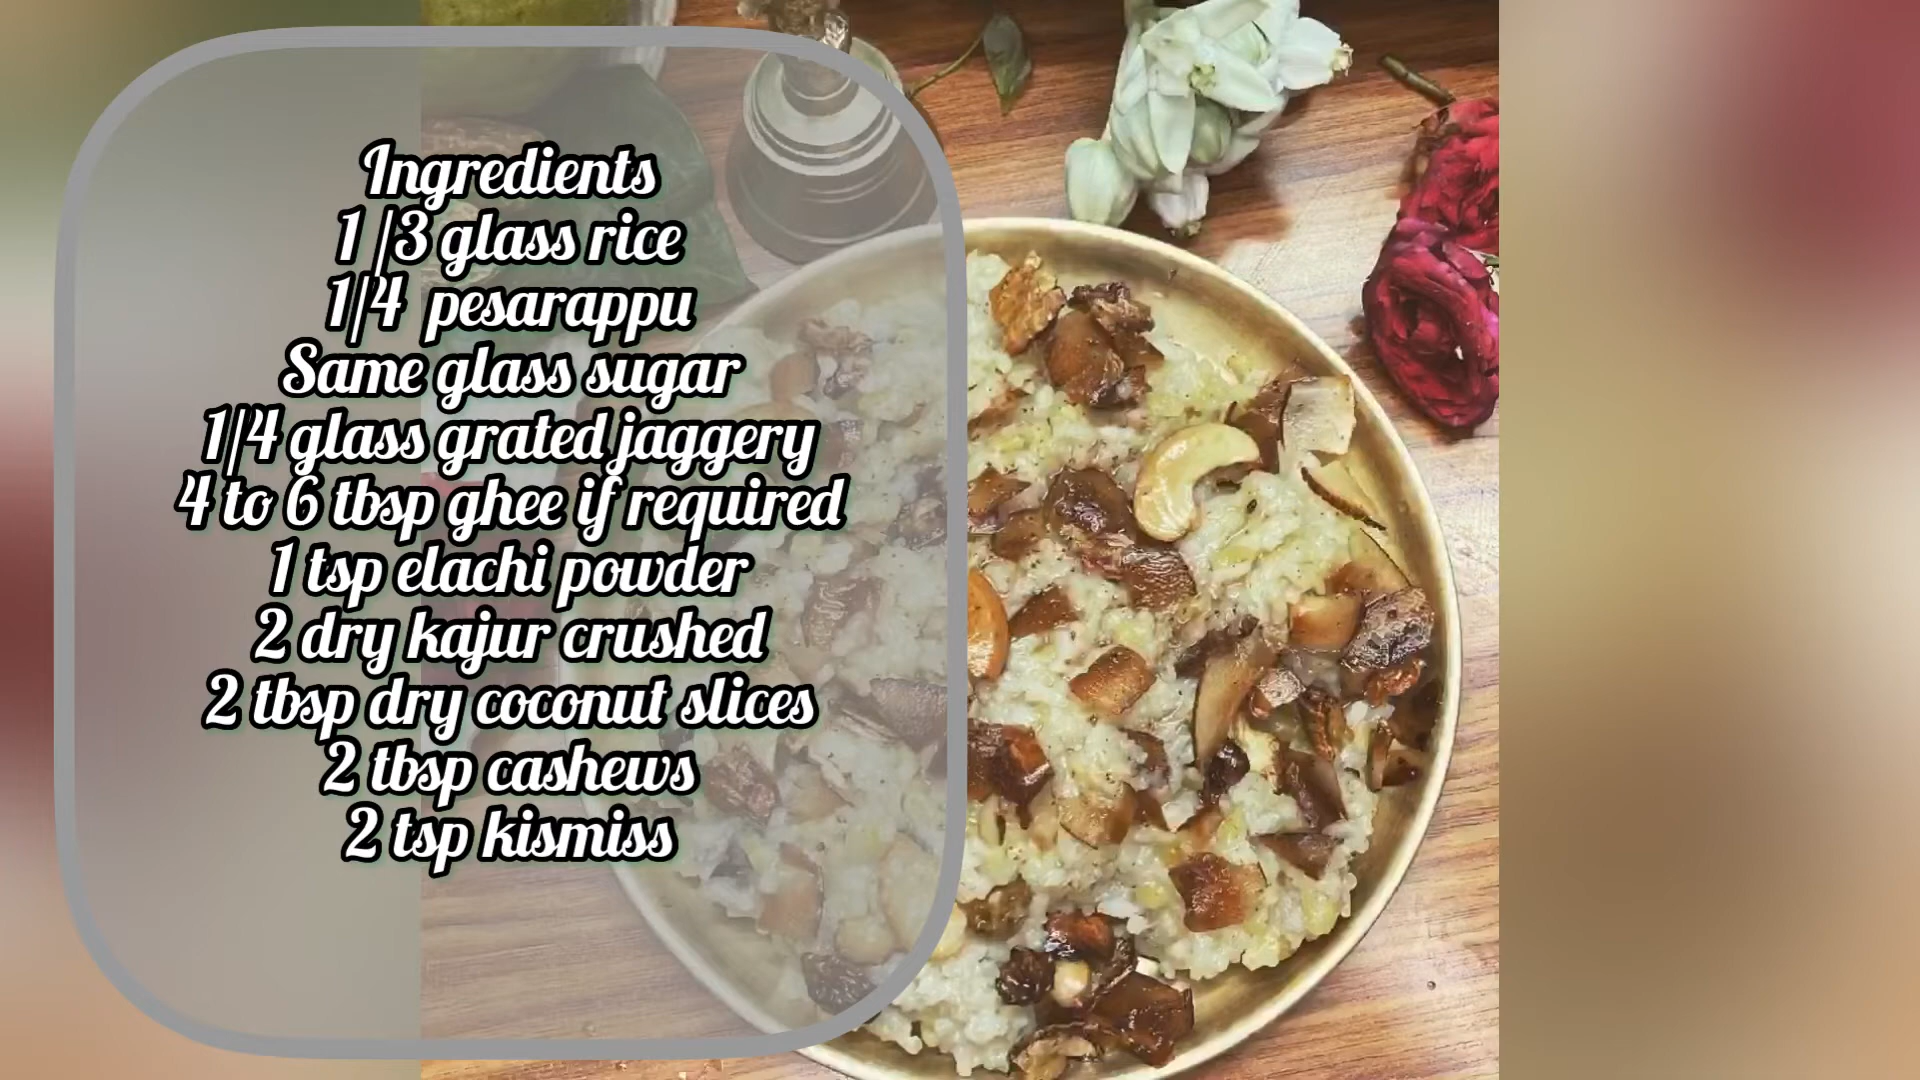 Ingredients
1 /3 glass rice
1/4 pesarappu
Same glass sugar
1/4 glass grated jaggery
4 to 6 tbsp ghee if required
1 tsp elachi powder
2 dry kajur crushed
2 tbsp dry coconut slices
2 tbsp cashews
2 tsp kismiss